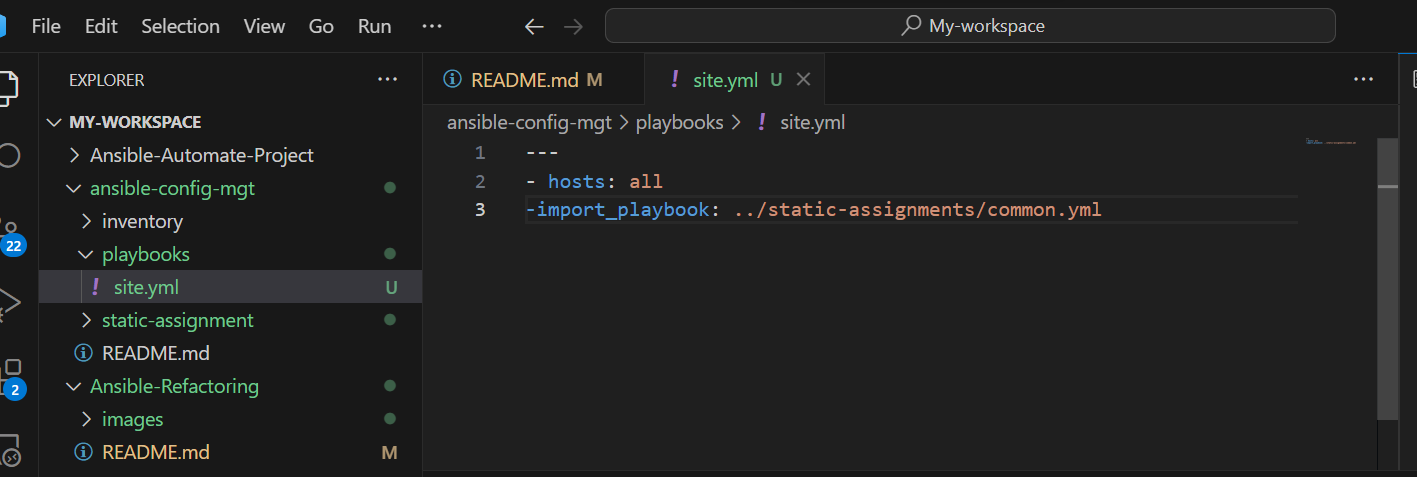 File Edit Selection View Go Run ··· My-workspace
EXPLORER ···
MY-WORKSPACE
Ansible-Automate-Project
ansible-config-mgt
inventory
playbooks
! site.yml U
static-assignment
README.md
Ansible-Refactoring
images
README.md M
22
2
README.md M ! site.yml U ···
ansible-config-mgt > playbooks > ! site.yml
1 ---
2 - hosts: all
3 -import_playbook: ../static-assignments/common.yml